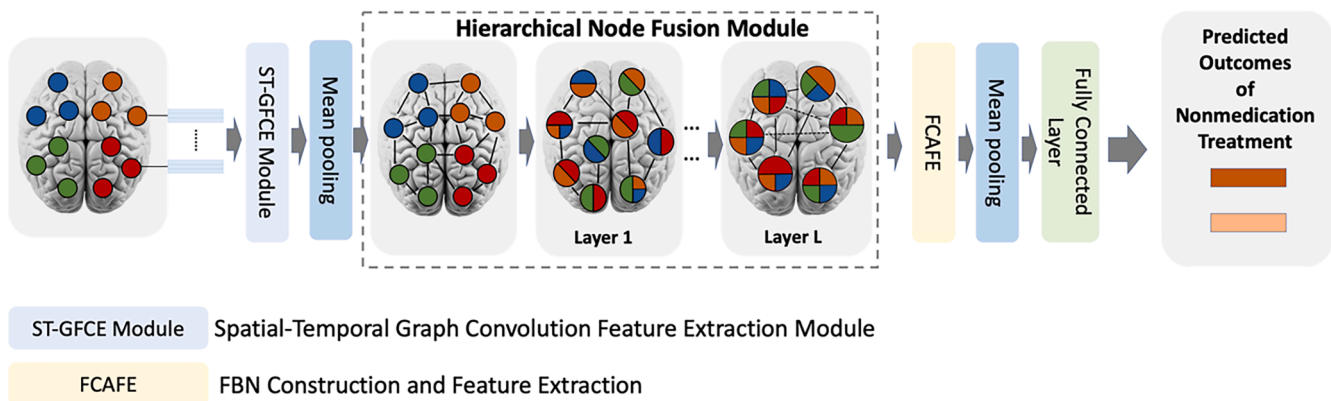 Hierarchical Node Fusion Module
ST-GFCE Module
Mean pooling
Layer 1
...
...
Layer L
FCAFE
Mean pooling
Fully Connected
Layer
Predicted
Outcomes
of
Nonmedication
Treatment
ST-GFCE Module
Spatial-Temporal Graph Convolution Feature Extraction Module
FCAFE
FBN Construction and Feature Extraction